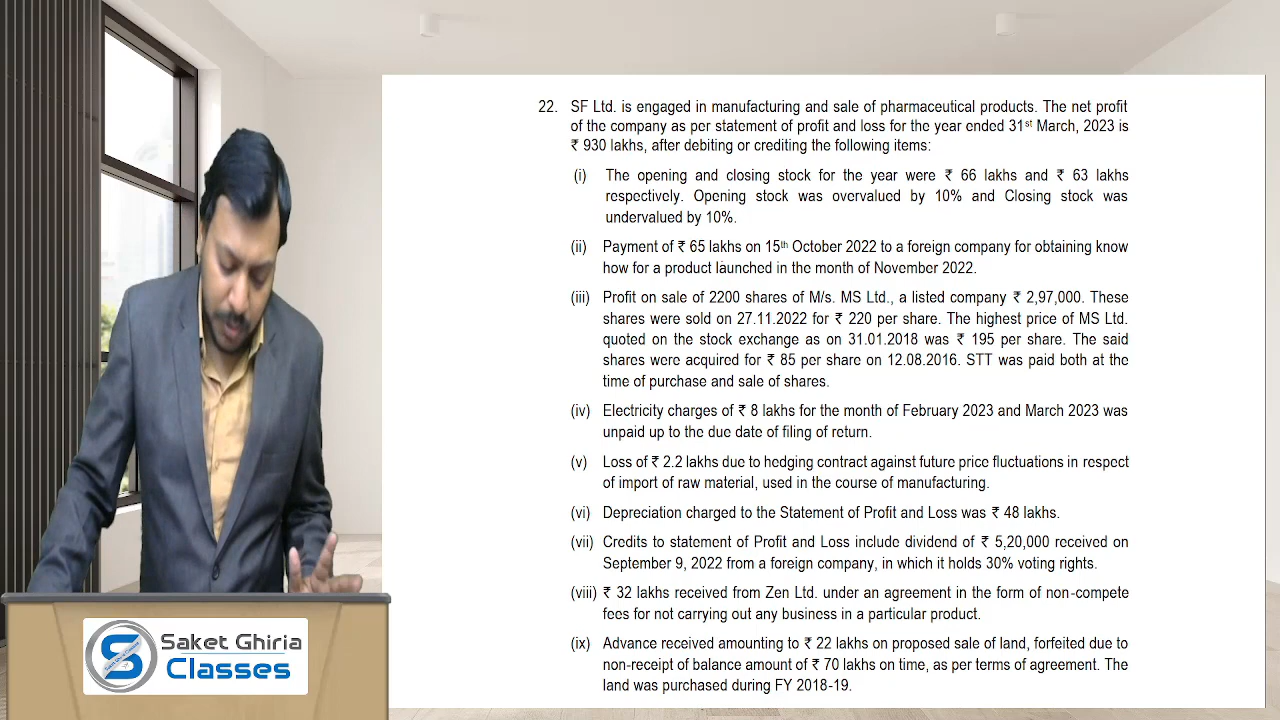 22. SF Ltd. is engaged in manufacturing and sale of pharmaceutical products. The net profit
of the company as per statement of profit and loss for the year ended 31st March, 2023 is
₹ 930 lakhs, after debiting or crediting the following items:
(i) The opening and closing stock for the year were ₹ 66 lakhs and ₹ 63 lakhs
respectively. Opening stock was overvalued by 10% and Closing stock was
undervalued by 10%.
(ii) Payment of ₹ 65 lakhs on 15th October 2022 to a foreign company for obtaining know
how for a product launched in the month of November 2022.
(iii) Profit on sale of 2200 shares of M/s. MS Ltd., a listed company ₹ 2,97,000. These
shares were sold on 27.11.2022 for ₹ 220 per share. The highest price of MS Ltd.
quoted on the stock exchange as on 31.01.2018 was ₹ 195 per share. The said
shares were acquired for ₹ 85 per share on 12.08.2016. STT was paid both at the
time of purchase and sale of shares.
(iv) Electricity charges of ₹ 8 lakhs for the month of February 2023 and March 2023 was
unpaid up to the due date of filing of return.
(v) Loss of ₹ 2.2 lakhs due to hedging contract against future price fluctuations in respect
of import of raw material, used in the course of manufacturing.
(vi) Depreciation charged to the Statement of Profit and Loss was ₹ 48 lakhs.
(vii) Credits to statement of Profit and Loss include dividend of ₹ 5,20,000 received on
September 9, 2022 from a foreign company, in which it holds 30% voting rights.
(viii) ₹ 32 lakhs received from Zen Ltd. under an agreement in the form of non-compete
fees for not carrying out any business in a particular product.
(ix) Advance received amounting to ₹ 22 lakhs on proposed sale of land, forfeited due to
non-receipt of balance amount of ₹ 70 lakhs on time, as per terms of agreement. The
land was purchased during FY 2018-19.
Saket Ghiria
Classes